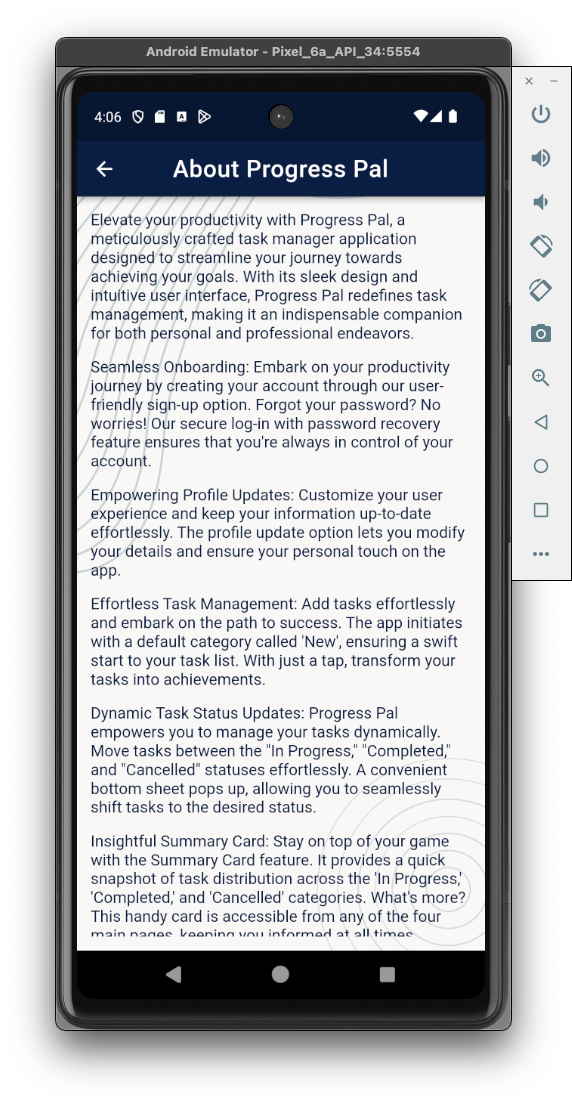 Android Emulator - Pixel_6a_API_34:5554
4:06
About Progress Pal
Elevate your productivity with Progress Pal, a
meticulously crafted task manager application
designed to streamline your journey towards
achieving your goals. With its sleek design and
intuitive user interface, Progress Pal redefines task
management, making it an indispensable companion
for both personal and professional endeavors.
Seamless Onboarding: Embark on your productivity
journey by creating your account through our user-
friendly sign-up option. Forgot your password? No
worries! Our secure log-in with password recovery
feature ensures that you're always in control of your
account.
Empowering Profile Updates: Customize your user
experience and keep your information up-to-date
effortlessly. The profile update option lets you modify
your details and ensure your personal touch on the
app.
Effortless Task Management: Add tasks effortlessly
and embark on the path to success. The app initiates
with a default category called 'New', ensuring a swift
start to your task list. With just a tap, transform your
tasks into achievements.
Dynamic Task Status Updates: Progress Pal
empowers you to manage your tasks dynamically.
Move tasks between the "In Progress," "Completed,"
and "Cancelled" statuses effortlessly. A convenient
bottom sheet pops up, allowing you to seamlessly
shift tasks to the desired status.
Insightful Summary Card: Stay on top of your game
with the Summary Card feature. It provides a quick
snapshot of task distribution across the 'In Progress,'
'Completed,' and 'Cancelled' categories. What's more?
This handy card is accessible from any of the four
main pages, keeping you informed at all times